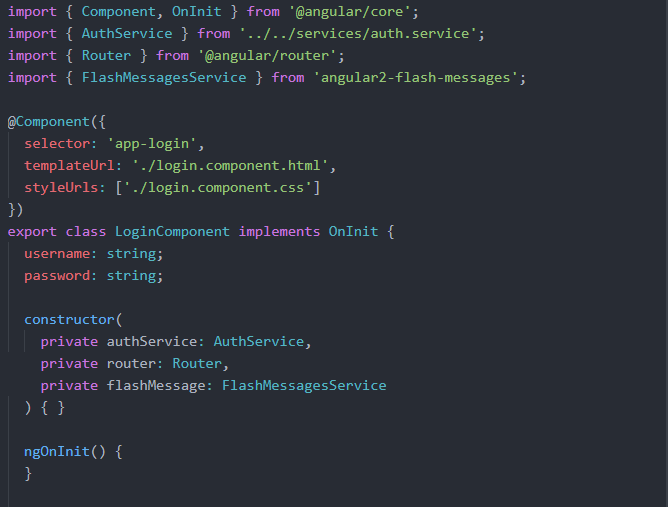 import { Component, OnInit } from '@angular/core';
import { AuthService } from '../../services/auth.service';
import { Router } from '@angular/router';
import { FlashMessagesService } from 'angular2-flash-messages';
@Component({
selector: 'app-login',
templateUrl: './login.component.html',
styleUrls: ['./login.component.css']
})
export class LoginComponent implements OnInit {
username: string;
password: string;
constructor(
private authService: AuthService,
private router: Router,
private flashMessage: FlashMessagesService
) { }
ngOnInit() {
}